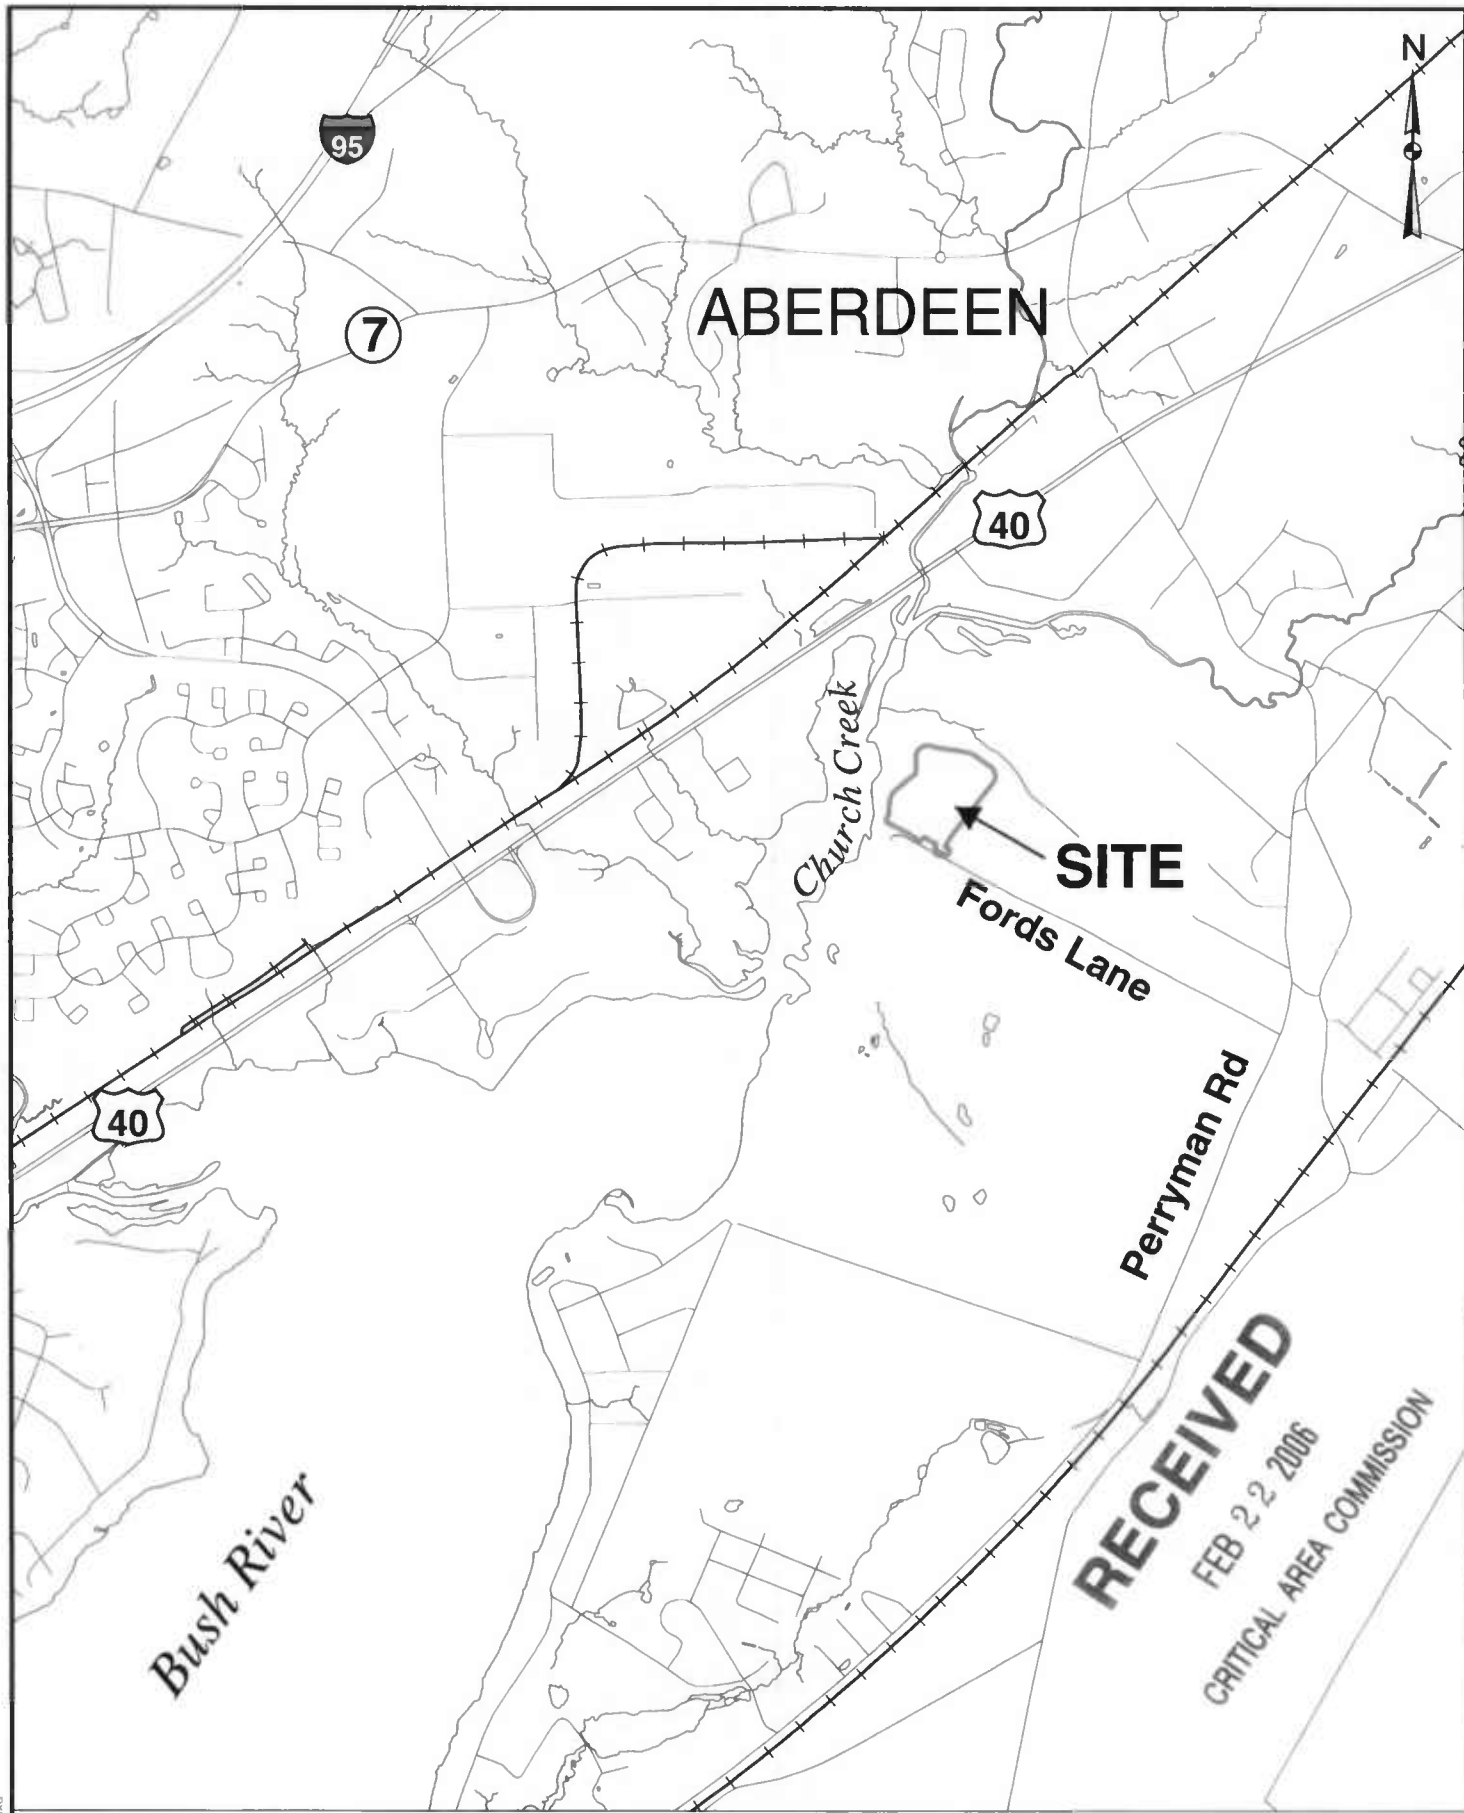 N
95
ABERDEEN
7
40
Church Creek
SITE
Fords Lane
Perryman Rd
40
Bush River
RECEIVED
FEB 22 2006
CRITICAL AREA COMMISSION